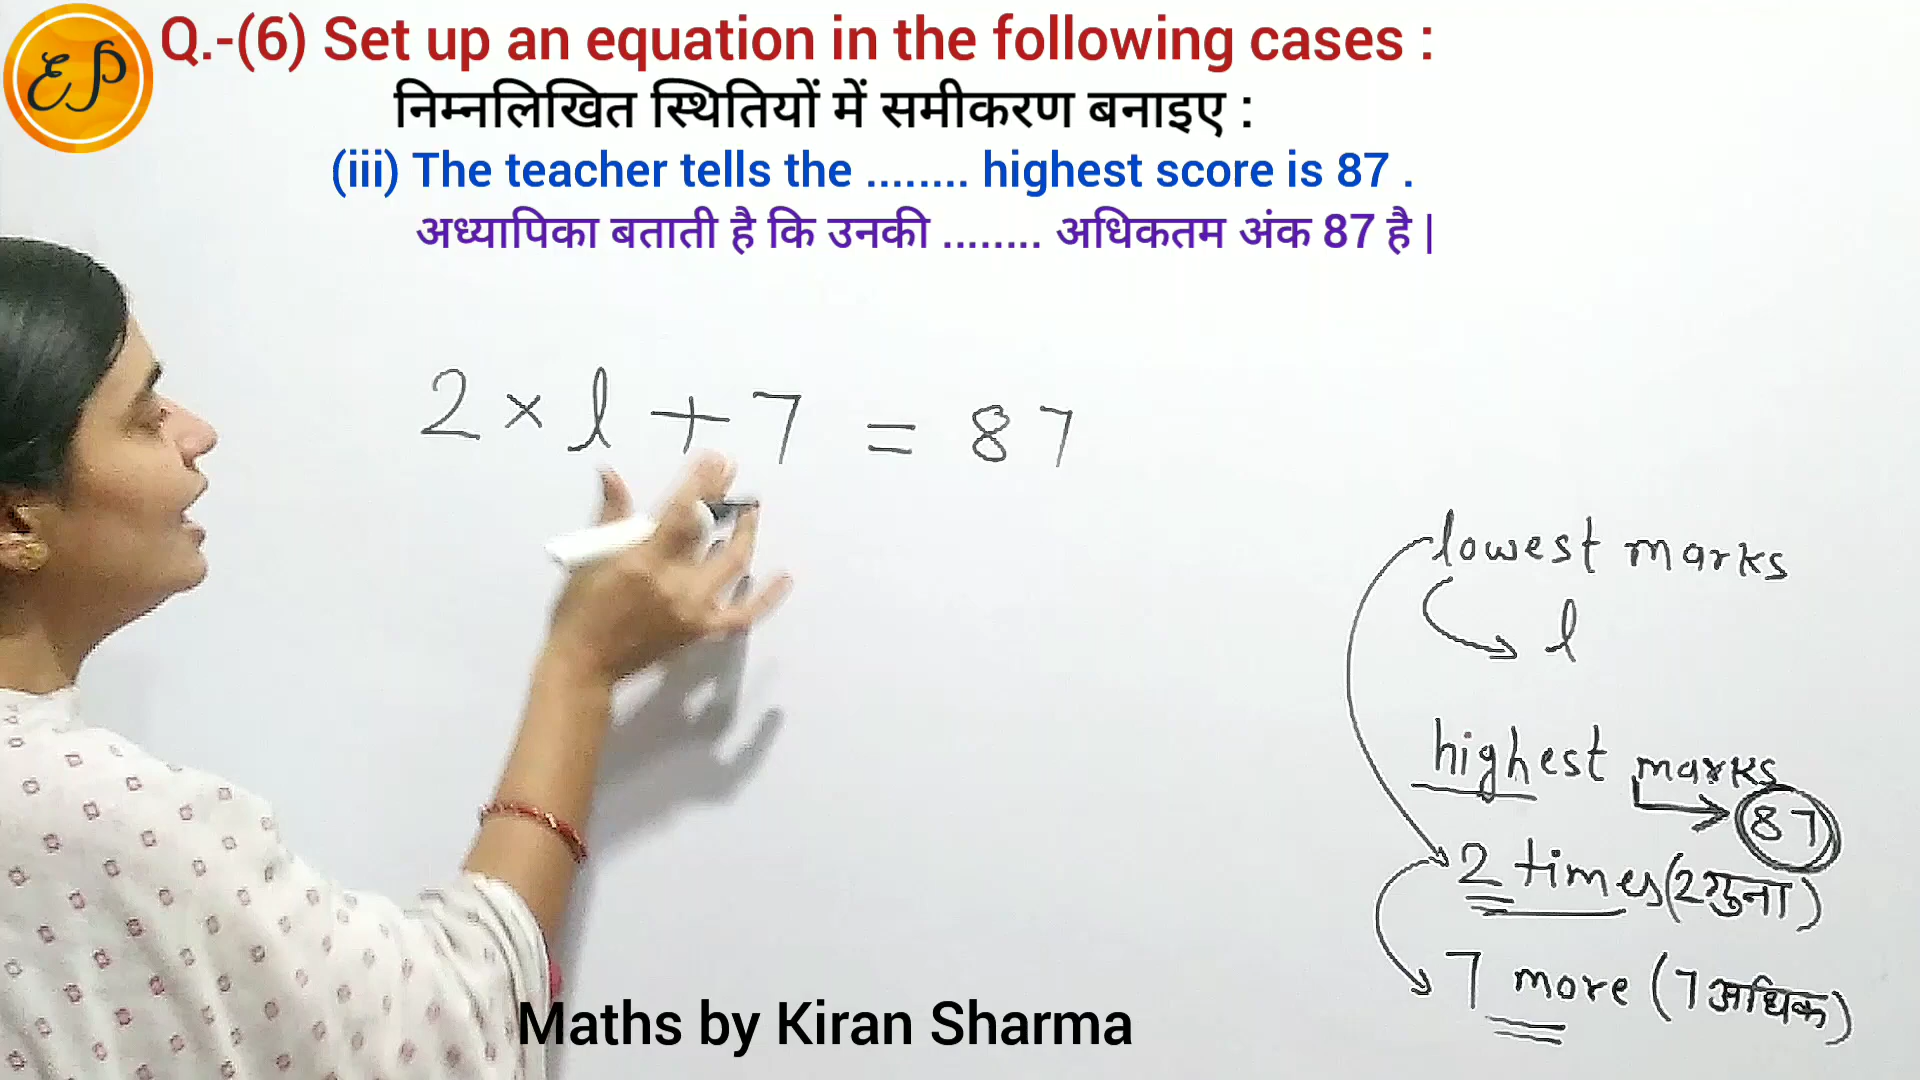 EP
Q.-(6) Set up an equation in the following cases :
निम्नलिखित स्थितियों में समीकरण बनाइए :
(iii) The teacher tells the ........ highest score is 87 .
अध्यापिका बताती है कि उनकी ........ अधिकतम अंक 87 है |
2 × l + 7 = 87
lowest marks
l
highest marks
87
2 times (2 गुना)
7 more (7 अधिक)
Maths by Kiran Sharma